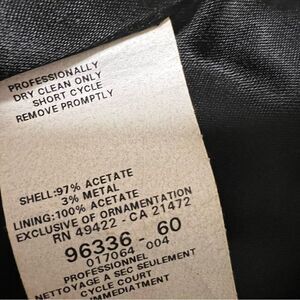 PROFESSIONALLY
DRY CLEAN ONLY
SHORT CYCLE
REMOVE PROMPTLY
SHELL: 97% ACETATE
3% METAL
LINING: 100% ACETATE
EXCLUSIVE OF ORNAMENTATION
RN 49422 - CA 21472
96336 - 60
017064 004
PROFESSIONNEL
NETTOYAGE A SEC SEULEMENT
CYCLE COURT
IMMEDIATMENT